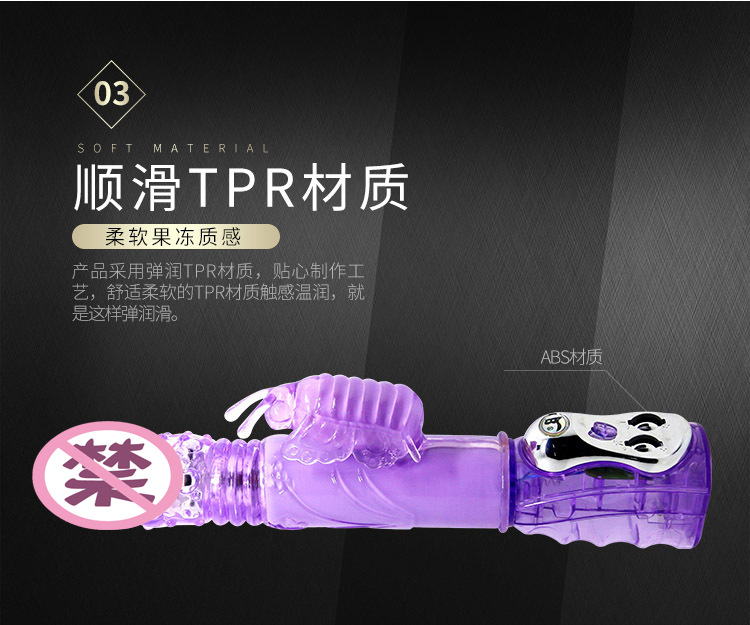 03
SOFT MATERIAL
顺滑TPR材质
柔软果冻质感
产品采用弹润TPR材质，贴心制作工
艺，舒适柔软的TPR材质触感温润，就
是这样弹润滑。
ABS材质
禁